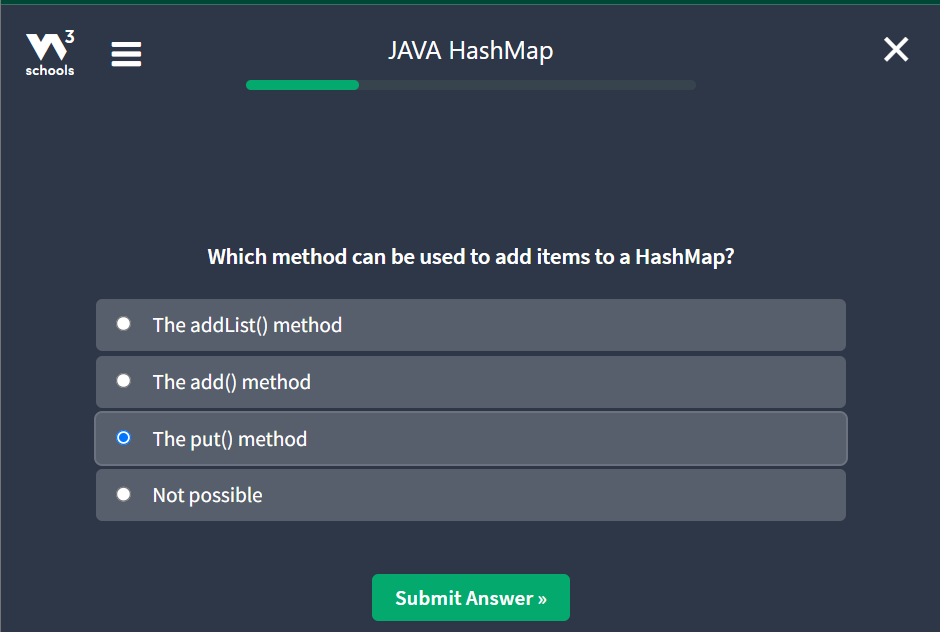 3
schools
JAVA HashMap
Which method can be used to add items to a HashMap?
The addList() method
The add() method
The put() method
Not possible
Submit Answer »